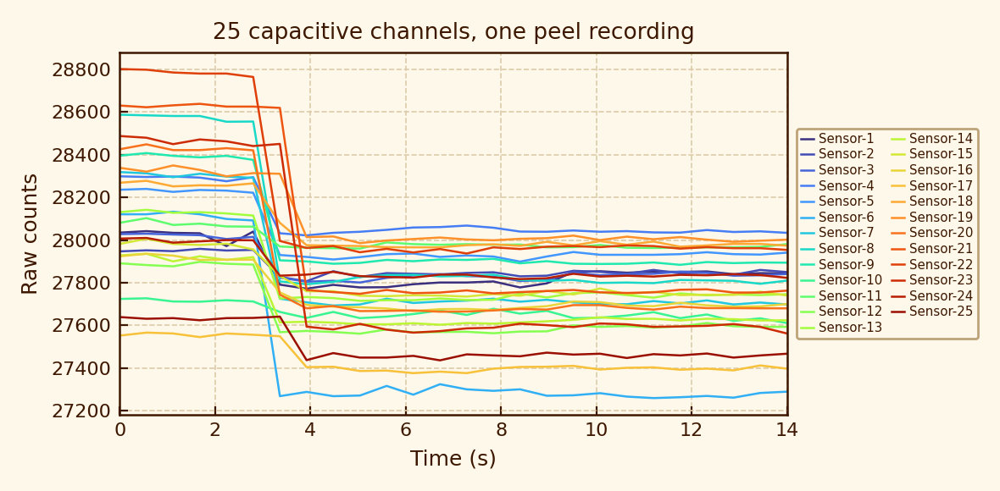 25 capacitive channels, one peel recording
Raw counts
28800
28600
28400
28200
28000
27800
27600
27400
27200
0 2 4 6 8 10 12 14
Time (s)
Sensor-1
Sensor-2
Sensor-3
Sensor-4
Sensor-5
Sensor-6
Sensor-7
Sensor-8
Sensor-9
Sensor-10
Sensor-11
Sensor-12
Sensor-13
Sensor-14
Sensor-15
Sensor-16
Sensor-17
Sensor-18
Sensor-19
Sensor-20
Sensor-21
Sensor-22
Sensor-23
Sensor-24
Sensor-25